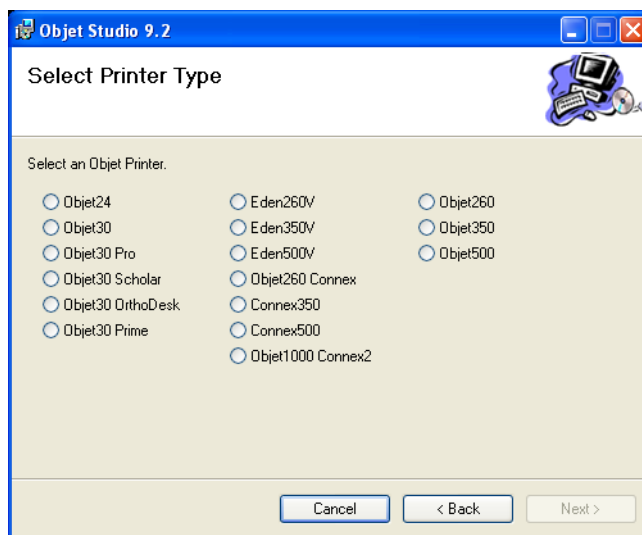 Objet Studio 9.2
Select Printer Type
Select an Objet Printer.
Objet24
Objet30
Objet30 Pro
Objet30 Scholar
Objet30 OrthoDesk
Objet30 Prime
Eden260V
Eden350V
Eden500V
Objet260 Connex
Connex350
Connex500
Objet1000 Connex2
Objet260
Objet350
Objet500
Cancel
< Back
Next >